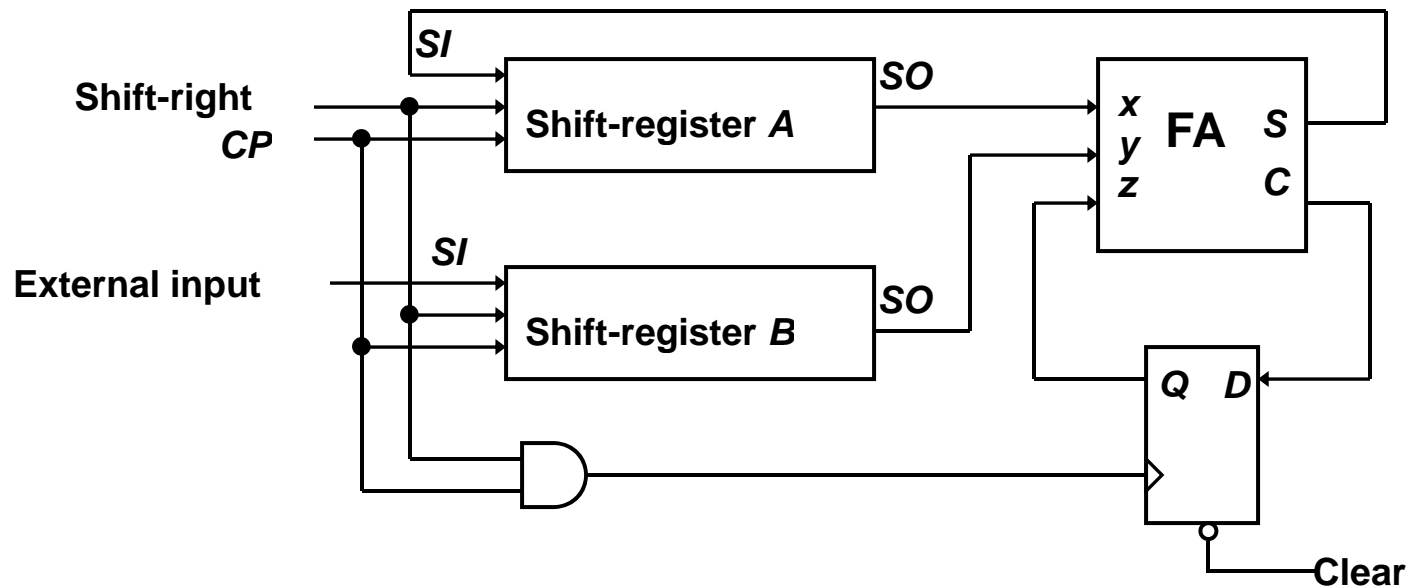 SI
SO
Shift-right
CP
Shift-register A
x
y
z
FA
S
C
SI
External input
SO
Shift-register B
Q
D
Clear